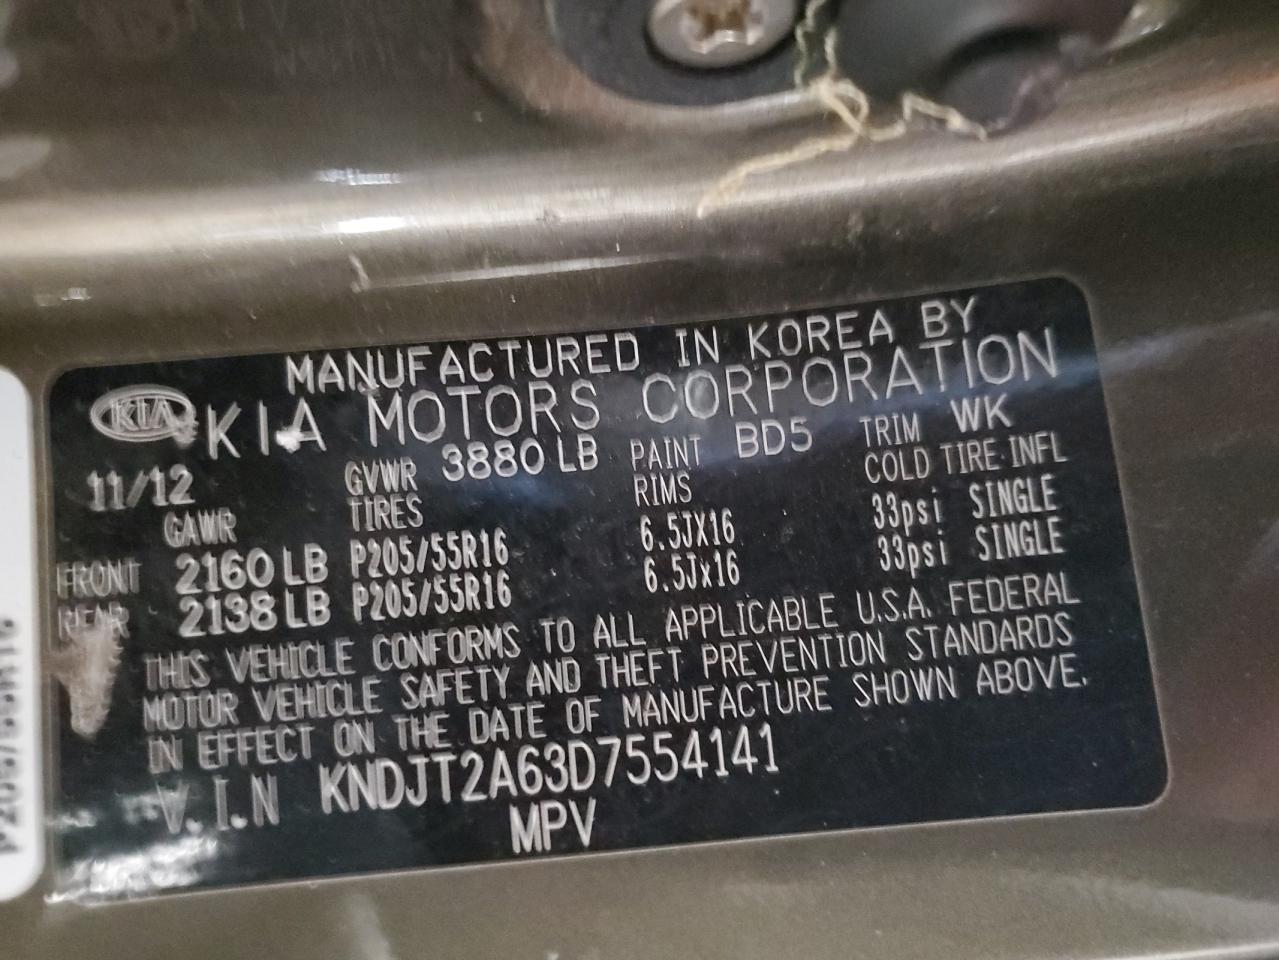 MANUFACTURED IN KOREA BY
KIA KIA MOTORS CORPORATION
11/12 GVWR 3880 LB PAINT BD5 TRIM WK
GAWR TIRES RIMS COLD TIRE INFL
FRONT 2160 LB P205/55R16 6.5JX16 33psi SINGLE
REAR 2138 LB P205/55R16 6.5Jx16 33psi SINGLE
THIS VEHICLE CONFORMS TO ALL APPLICABLE U.S.A. FEDERAL
MOTOR VEHICLE SAFETY AND THEFT PREVENTION STANDARDS
IN EFFECT ON THE DATE OF MANUFACTURE SHOWN ABOVE.
V.I.N KNDJT2A63D7554141
MPV
P205/55R16